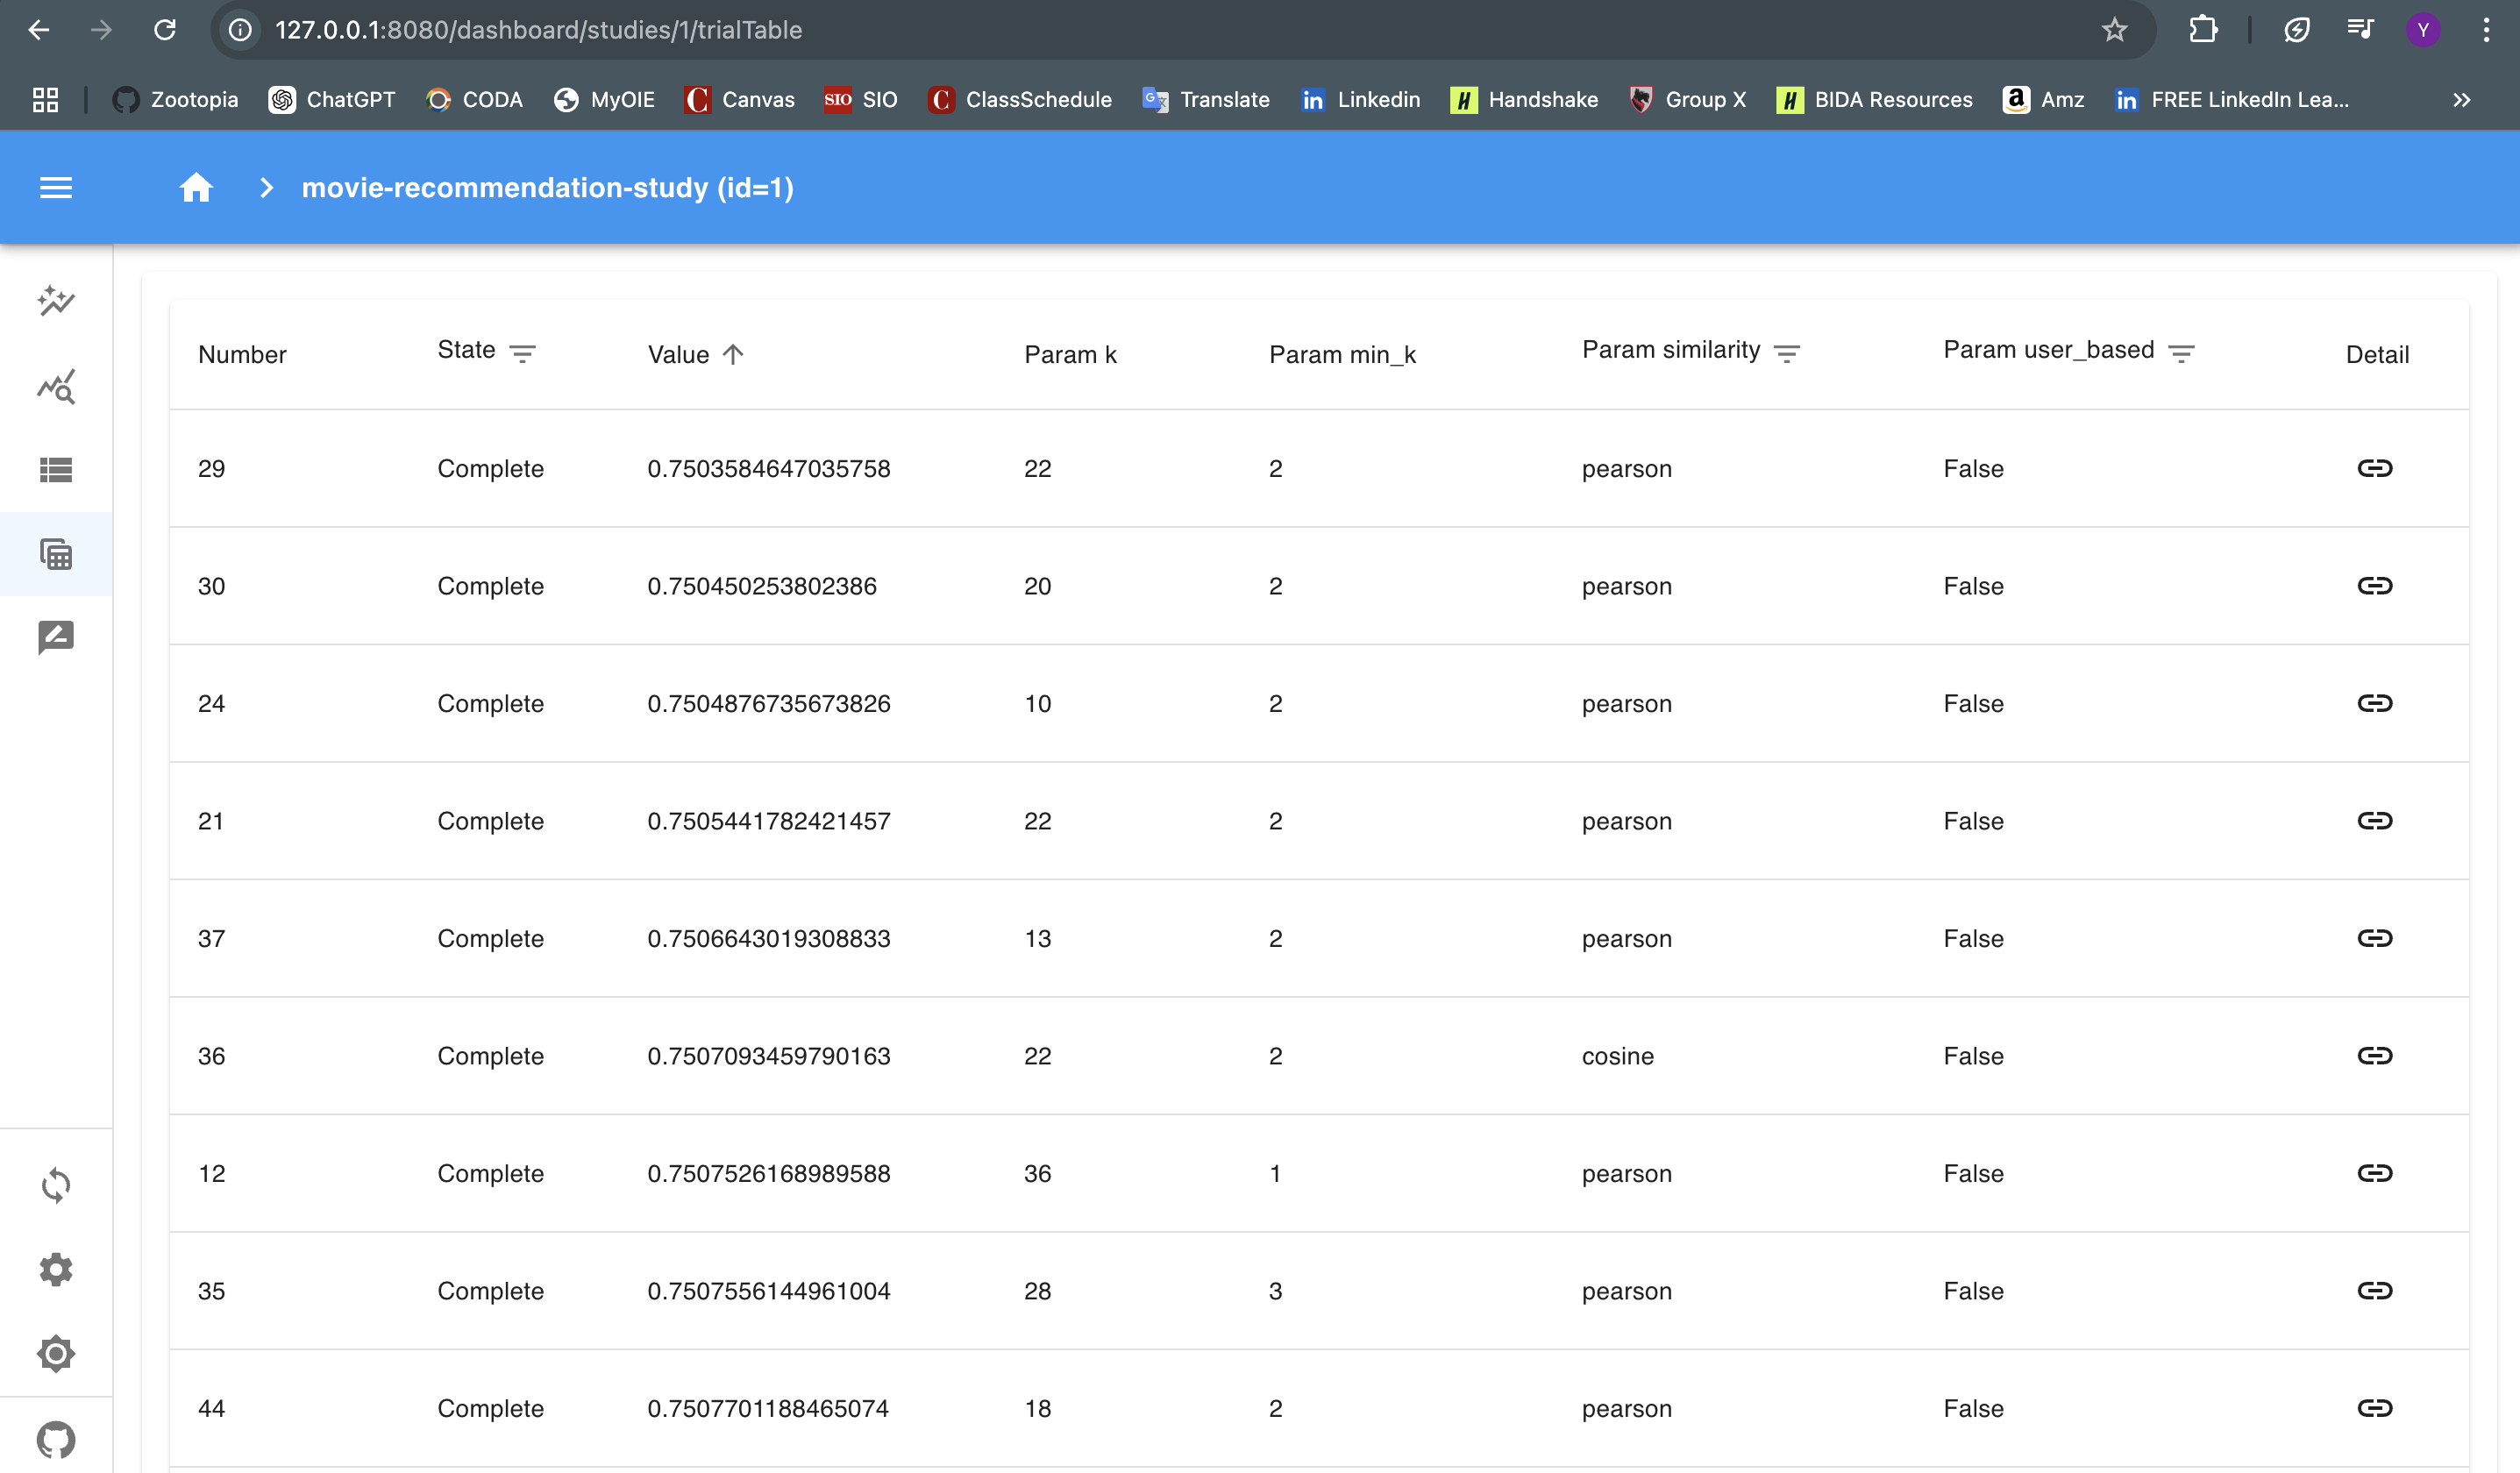 127.0.0.1:8080/dashboard/studies/1/trialTable
Y
Zootopia ChatGPT CODA MyOIE C Canvas SIO SIO C ClassSchedule G Translate in Linkedin H Handshake Group X H BIDA Resources a Amz in FREE LinkedIn Lea...
movie-recommendation-study (id=1)
Number State Value Param k Param min_k Param similarity Param user_based Detail
29 Complete 0.7503584647035758 22 2 pearson False
30 Complete 0.750450253802386 20 2 pearson False
24 Complete 0.7504876735673826 10 2 pearson False
21 Complete 0.7505441782421457 22 2 pearson False
37 Complete 0.7506643019308833 13 2 pearson False
36 Complete 0.7507093459790163 22 2 cosine False
12 Complete 0.7507526168989588 36 1 pearson False
35 Complete 0.7507556144961004 28 3 pearson False
44 Complete 0.7507701188465074 18 2 pearson False